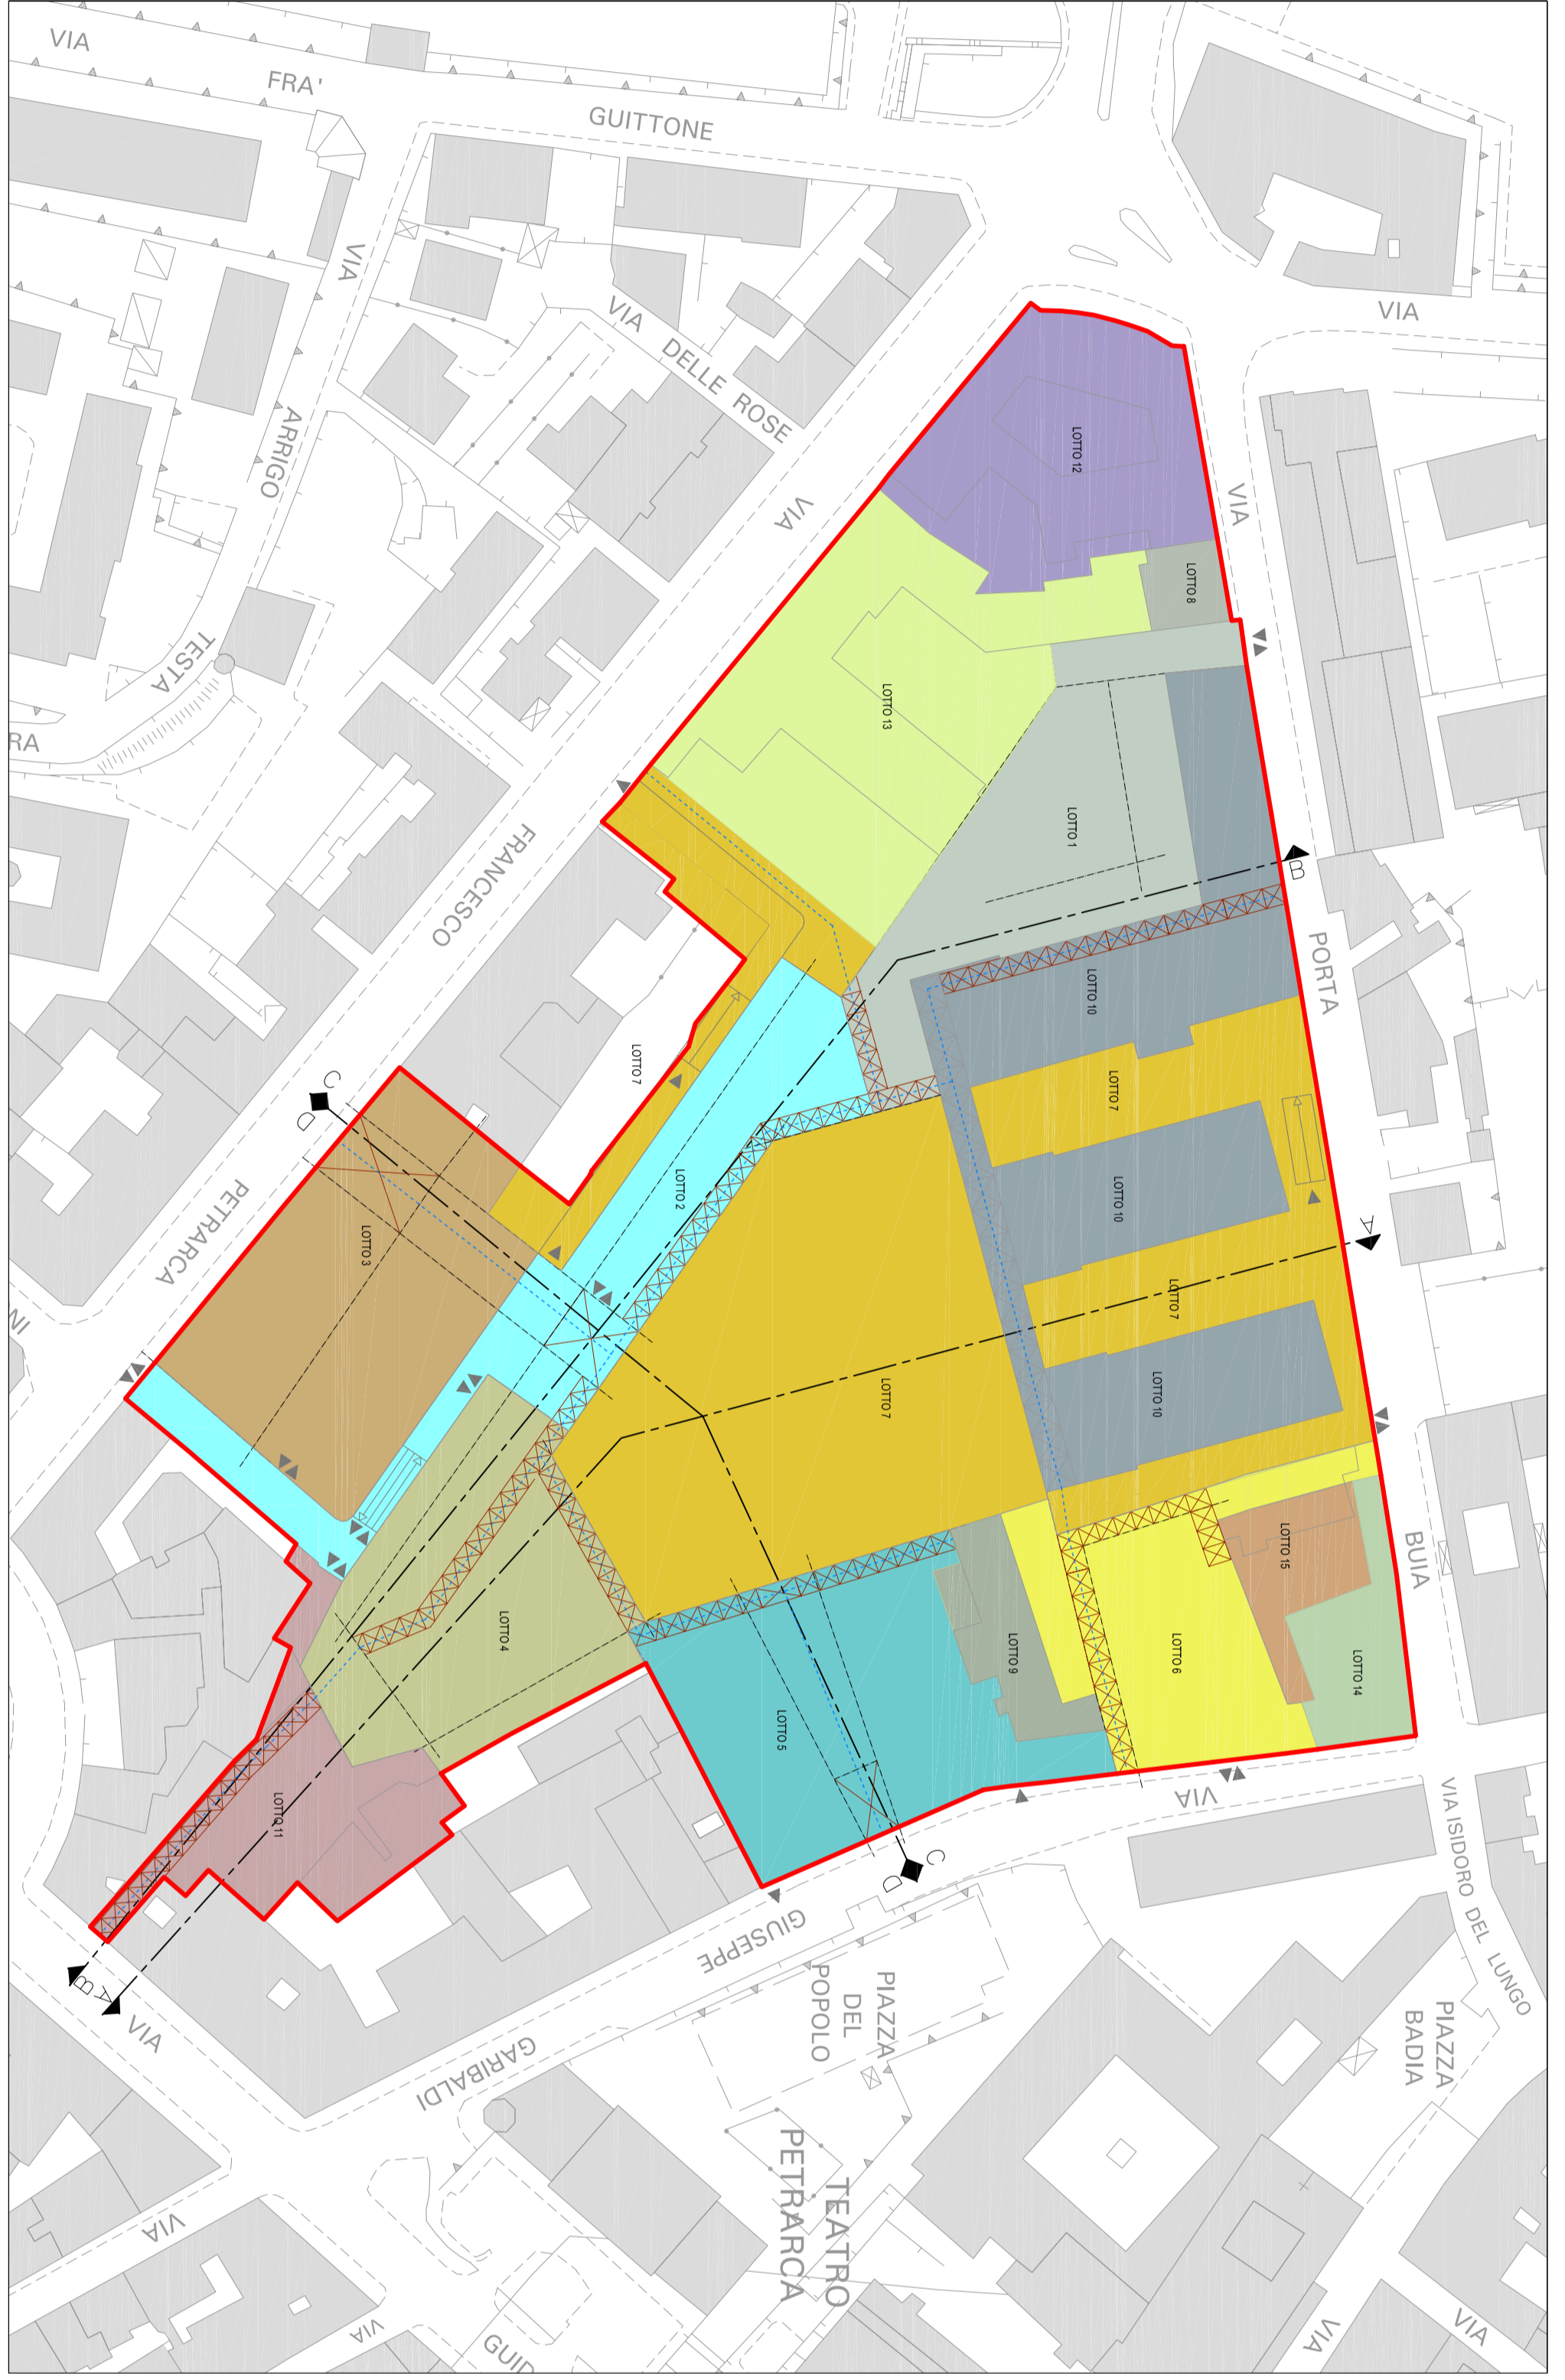 VIA
FRA'
GUITTONE
VIA
ARRIGO
TESTA
RA
VIA
DELLE ROSE
VIA
FRANCESCO
PETRARCA
IN
VIA
VIA
PORTA
BUIA
LOTTO 12
LOTTO 8
LOTTO 13
LOTTO 1
B
LOTTO 10
LOTTO 7
LOTTO 7
LOTTO 10
A
LOTTO 7
LOTTO 10
LOTTO 7
LOTTO 2
C
D
LOTTO 3
LOTTO 4
LOTTO 5
LOTTO 9
LOTTO 6
LOTTO 15
LOTTO 14
LOTTO 11
C
D
B
A
VIA
VIA
GIUSEPPE
GARIBALDI
VIA ISIDORO DEL LUNGO
PIAZZA
DEL
POPOLO
PIAZZA
BADIA
TEATRO
PETRARCA
VIA
VIA
GUID
VIA
VIA